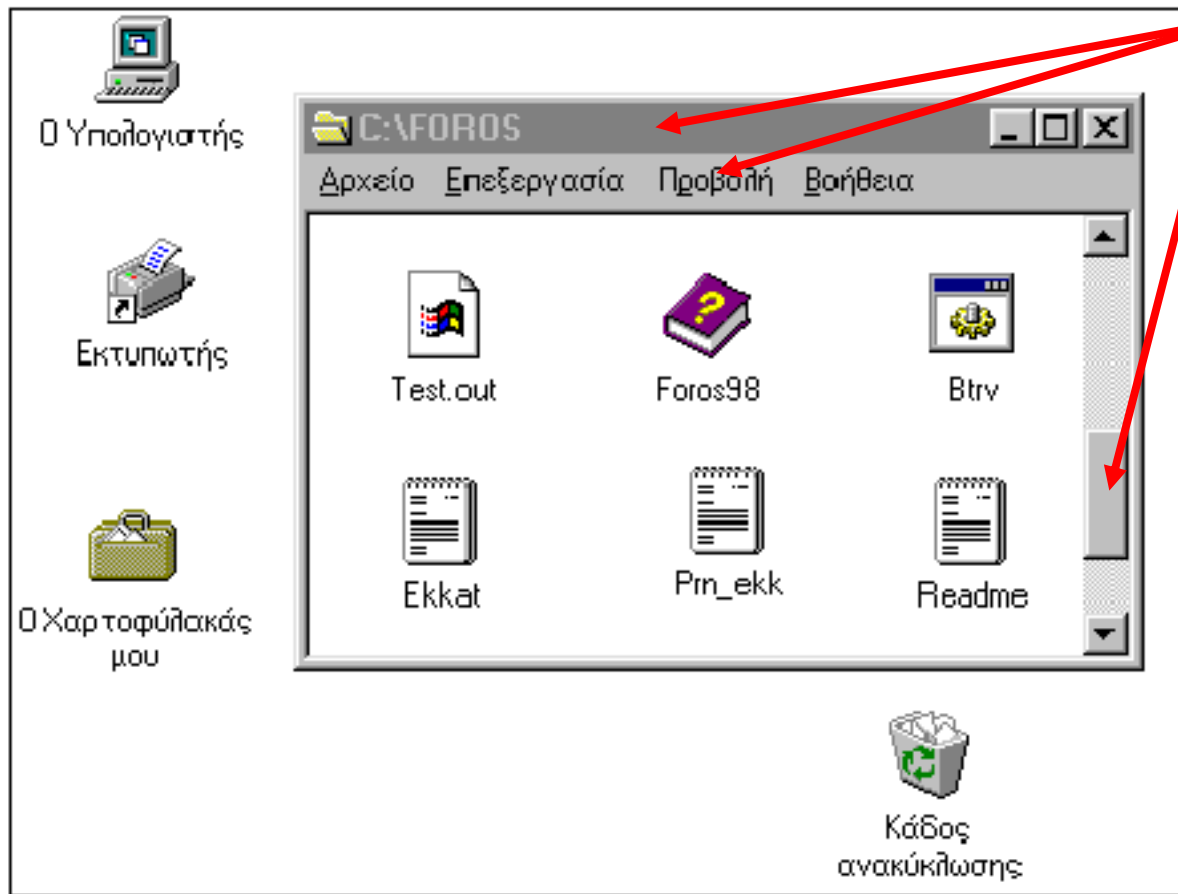 Ο Υπολογιστής
C:\FOROS
Αρχείο Επεξεργασία Προβολή Βοήθεια
Εκτυπωτής
Test.out Foros98 Btrv
Ekkat Prn_ekk Readme
Ο Χαρτοφύλακάς
μου
Κάδος
ανακύκλωσης